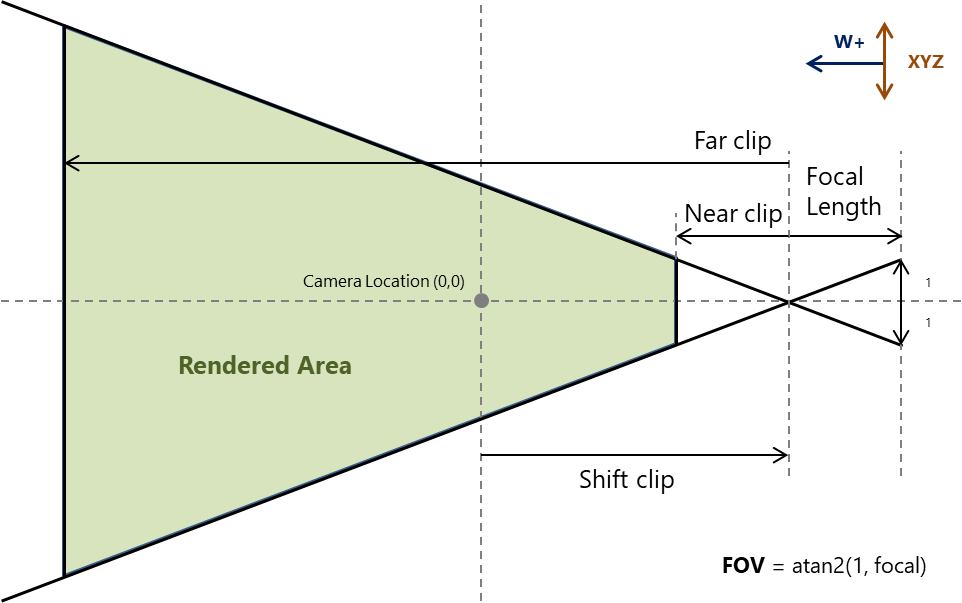 W+
XYZ
Far clip
Focal
Length
Near clip
Camera Location (0,0)
1
1
Rendered Area
Shift clip
FOV = atan2(1, focal)